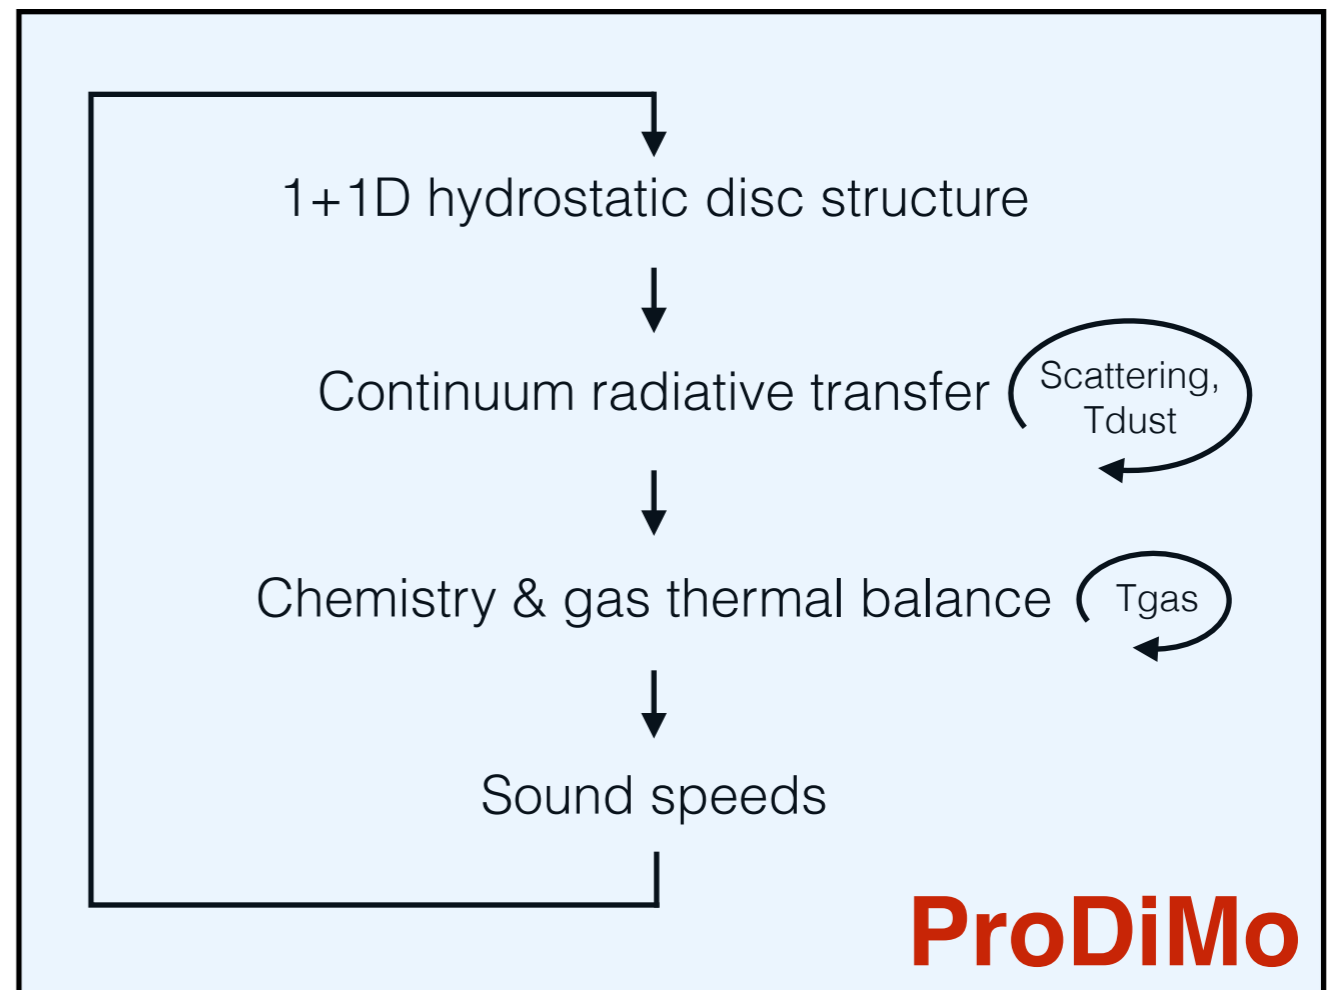 1+1D hydrostatic disc structure
Continuum radiative transfer
Scattering,
Tdust
Chemistry & gas thermal balance
Tgas
Sound speeds
ProDiMo